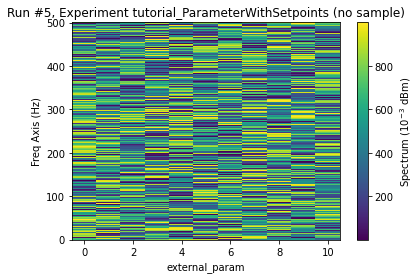 Run #5, Experiment tutorial_ParameterWithSetpoints (no sample)
500
400
300
200
100
0
Freq Axis (Hz)
0 2 4 6 8 10
external_param
800
600
400
200
Spectrum (10⁻³ dBm)